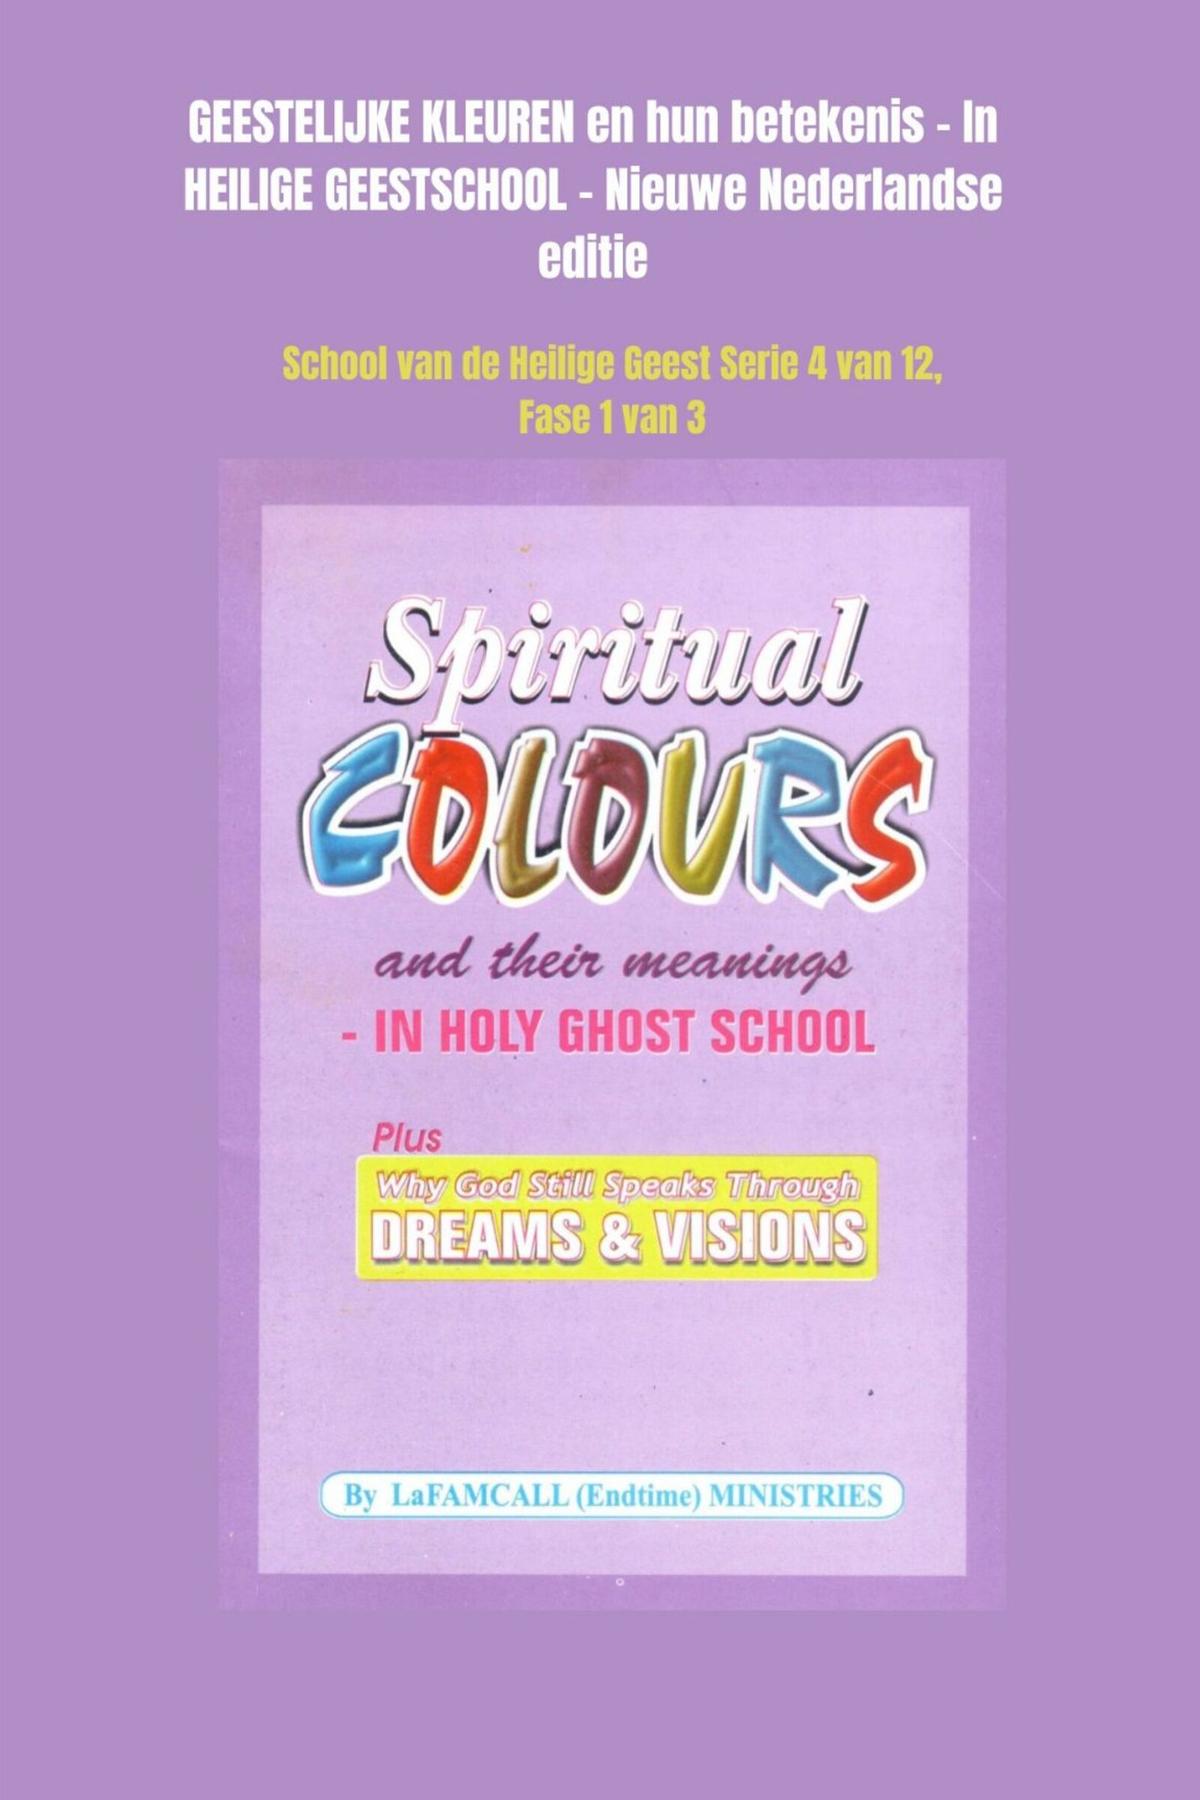 GEESTELIJKE KLEUREN en hun betekenis - In
HEILIGE GEESTSCHOOL - Nieuwe Nederlandse
editie
School van de Heilige Geest Serie 4 van 12,
Fase 1 van 3
Spiritual
COLOURS
and their meanings
- IN HOLY GHOST SCHOOL
Plus
Why God Still Speaks Through
DREAMS & VISIONS
By LaFAMCALL (Endtime) MINISTRIES